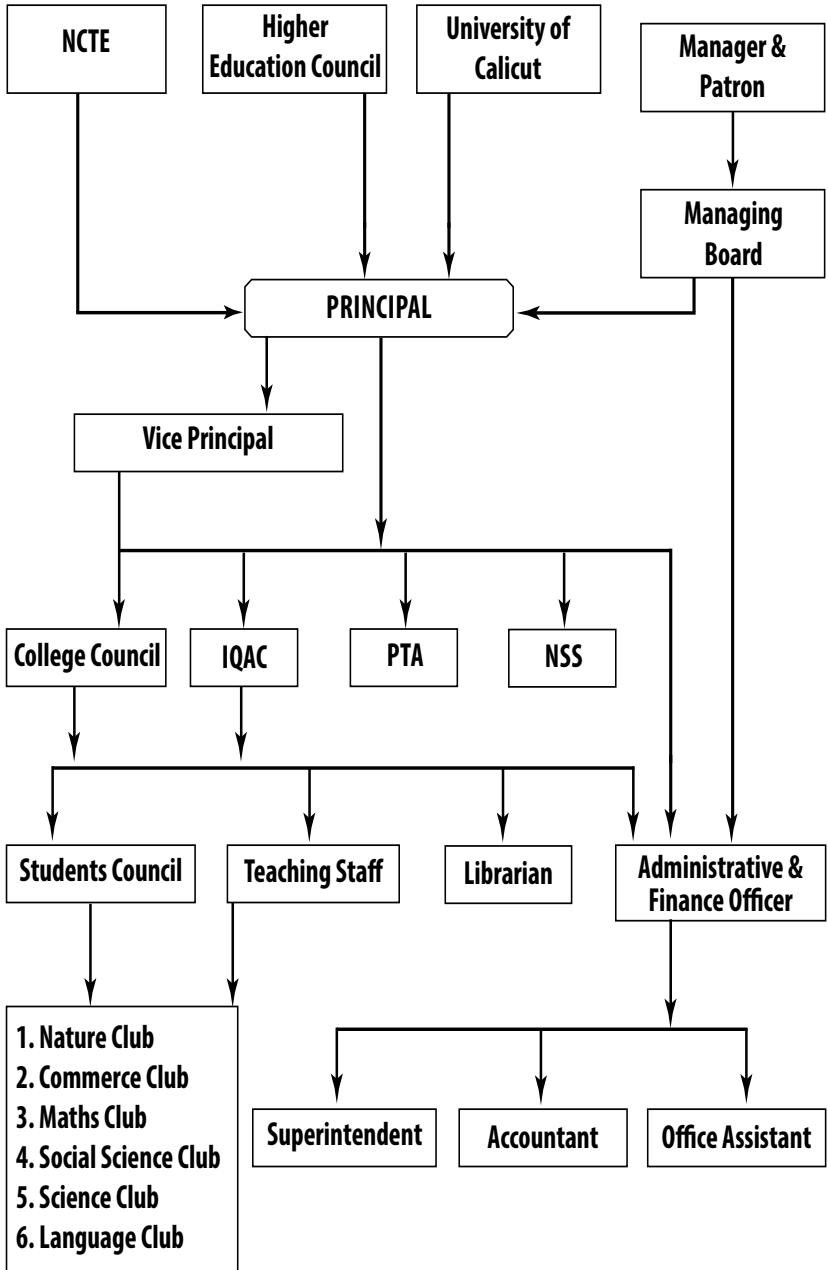 NCTE
Higher
Education Council
University of
Calicut
Manager &
Patron
Managing
Board
PRINCIPAL
Vice Principal
College Council
IQAC
PTA
NSS
Students Council
Teaching Staff
Librarian
Administrative &
Finance Officer
1. Nature Club
2. Commerce Club
3. Maths Club
4. Social Science Club
5. Science Club
6. Language Club
Superintendent
Accountant
Office Assistant